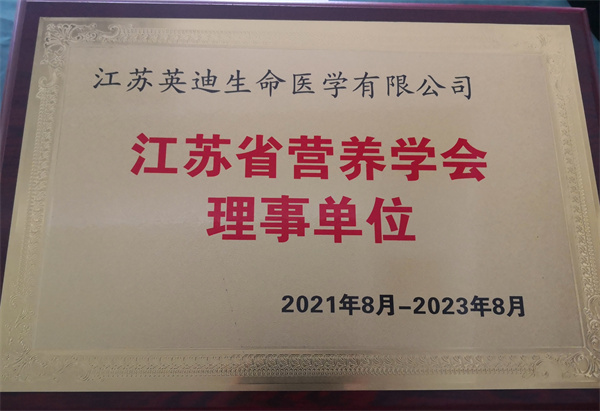 江苏英迪生命医学有限公司
江苏省营养学会
理事单位
2021年8月-2023年8月